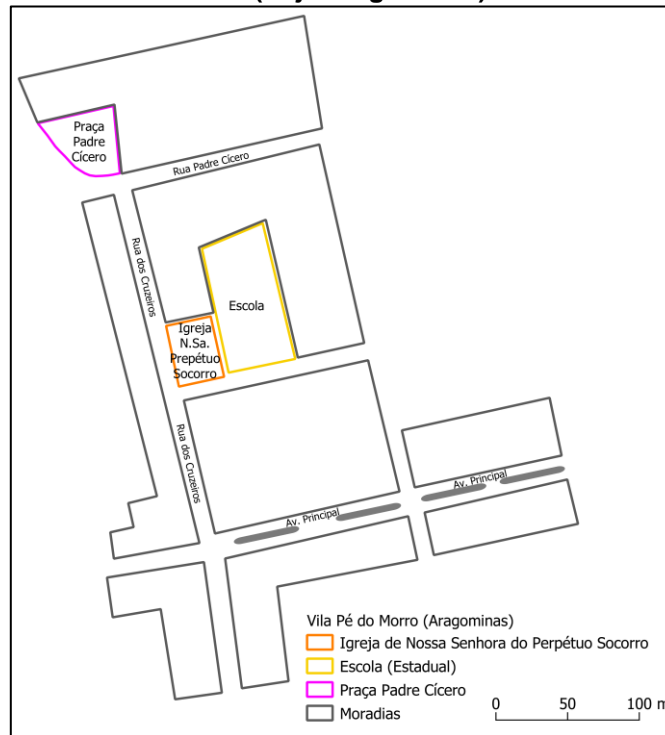 Praça
Padre
Cícero
Rua Padre Cícero
Rua dos Cruzeiros
Escola
Igreja
N.Sa.
Prepétuo
Socorro
Rua dos Cruzeiros
Av. Principal
Av. Principal
Vila Pé do Morro (Aragominas)
Igreja de Nossa Senhora do Perpétuo Socorro
Escola (Estadual)
Praça Padre Cícero
Moradias
0 50 100 m